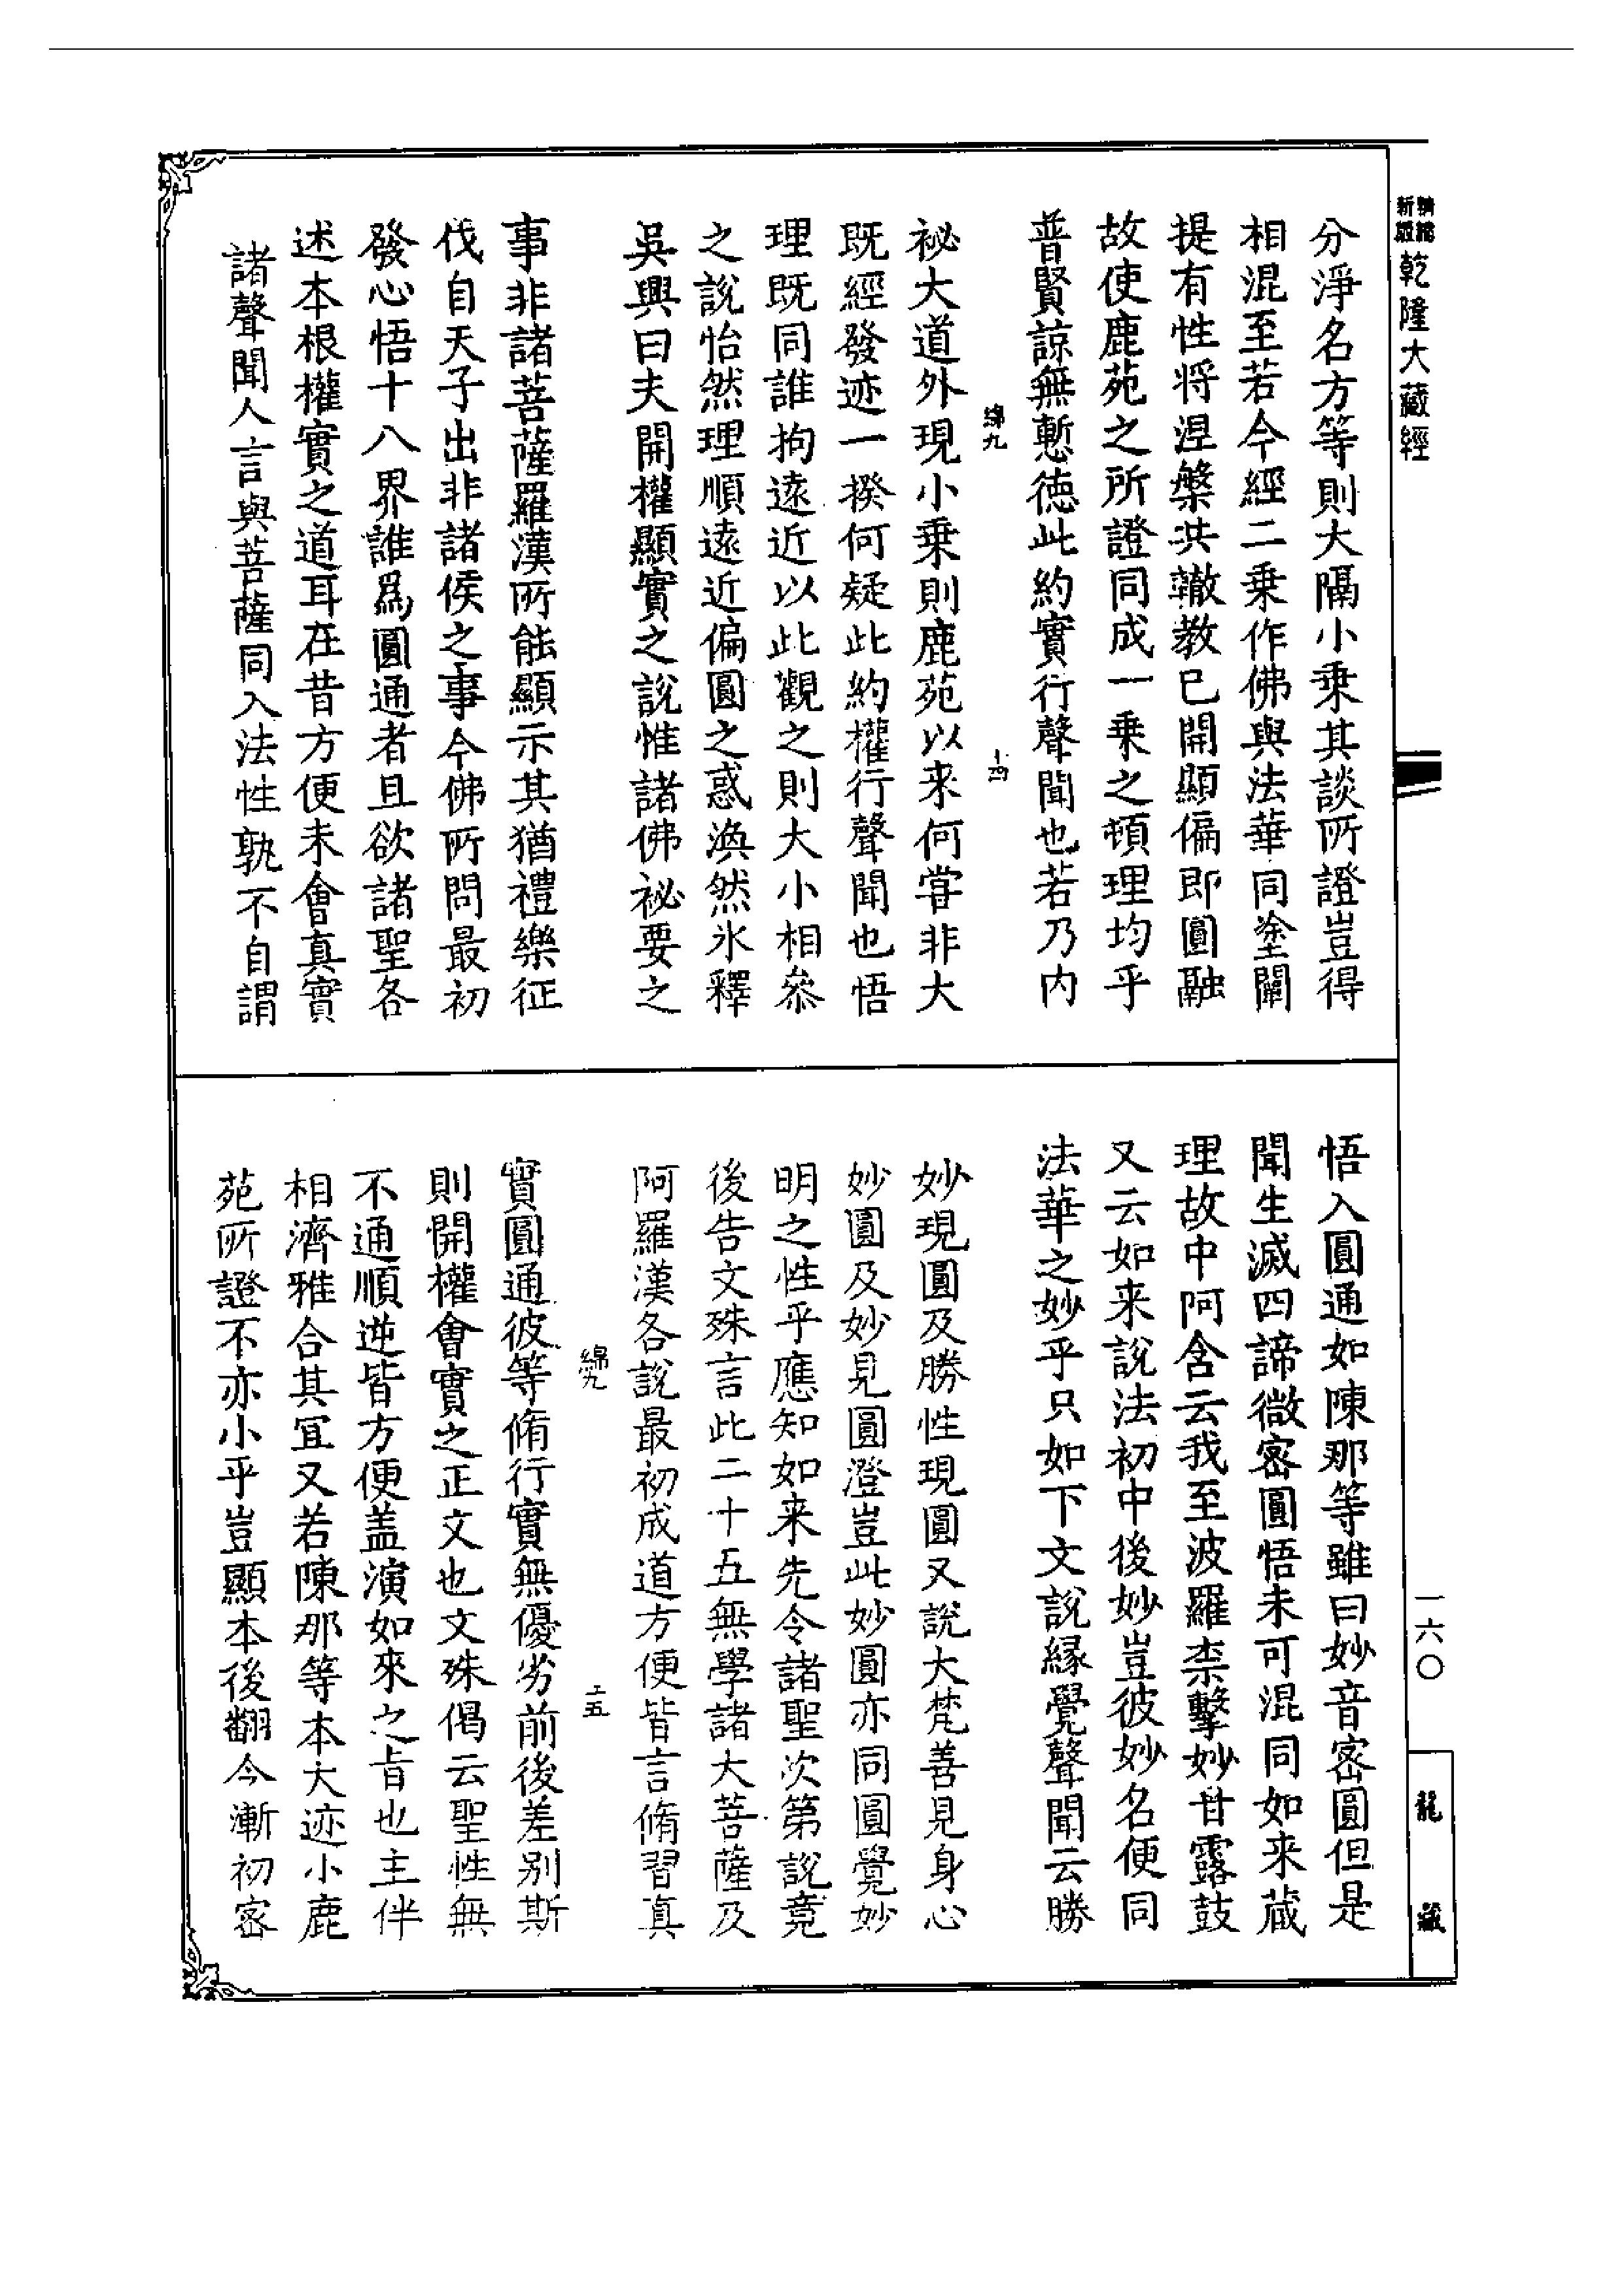 精縮新版乾隆大藏經
分淨名方等則大隔小乘其談所證豈得
相混至若今經二乘作佛與法華同塗闡
提有性將涅槃共轍教已開顯偏即圓融
故使鹿苑之所證同成一乘之頓理均乎
普賢諒無慙德此約實行聲聞也若乃内
綿九
十四
祕大道外現小乘則鹿苑以来何甞非大
既經發迹一揆何疑此約權行聲聞也悟
理既同誰拘遠近以此觀之則大小相叅
之說怡然理順遠近偏圓之惑渙然氷釋
吳興曰夫開權顯實之說惟諸佛祕要之
事非諸菩薩羅漢所能顯示其猶禮樂征
伐自天子出非諸侯之事今佛所問最初
發心悟十八界誰爲圓通者且欲諸聖各
述本根權實之道耳在昔方便未會真實
諸聲聞人言與菩薩同入法性孰不自謂
悟入圓通如陳那等雖曰妙音密圓但是
聞生滅四諦微密圓悟未可混同如来藏
理故中阿含云我至波羅柰擊妙甘露鼓
又云如来說法初中後妙豈彼妙名便同
法華之妙乎只如下文說緣覺聲聞云勝
妙現圓及勝性現圓又說大梵善見身心
妙圓及妙見圓澄豈此妙圓亦同圓覺妙
明之性乎應知如来先令諸聖次第說竟
後告文殊言此二十五無學諸大菩薩及
阿羅漢各說最初成道方便皆言脩習真
綿九
十五
實圓通彼等脩行實無優劣前後差别斯
則開權會實之正文也文殊偈云聖性無
不通順逆皆方便盖演如來之旨也主伴
相濟雅合其宜又若陳那等本大迹小鹿
苑所證不亦小乎豈顯本後翻今漸初密
一六〇
龍藏